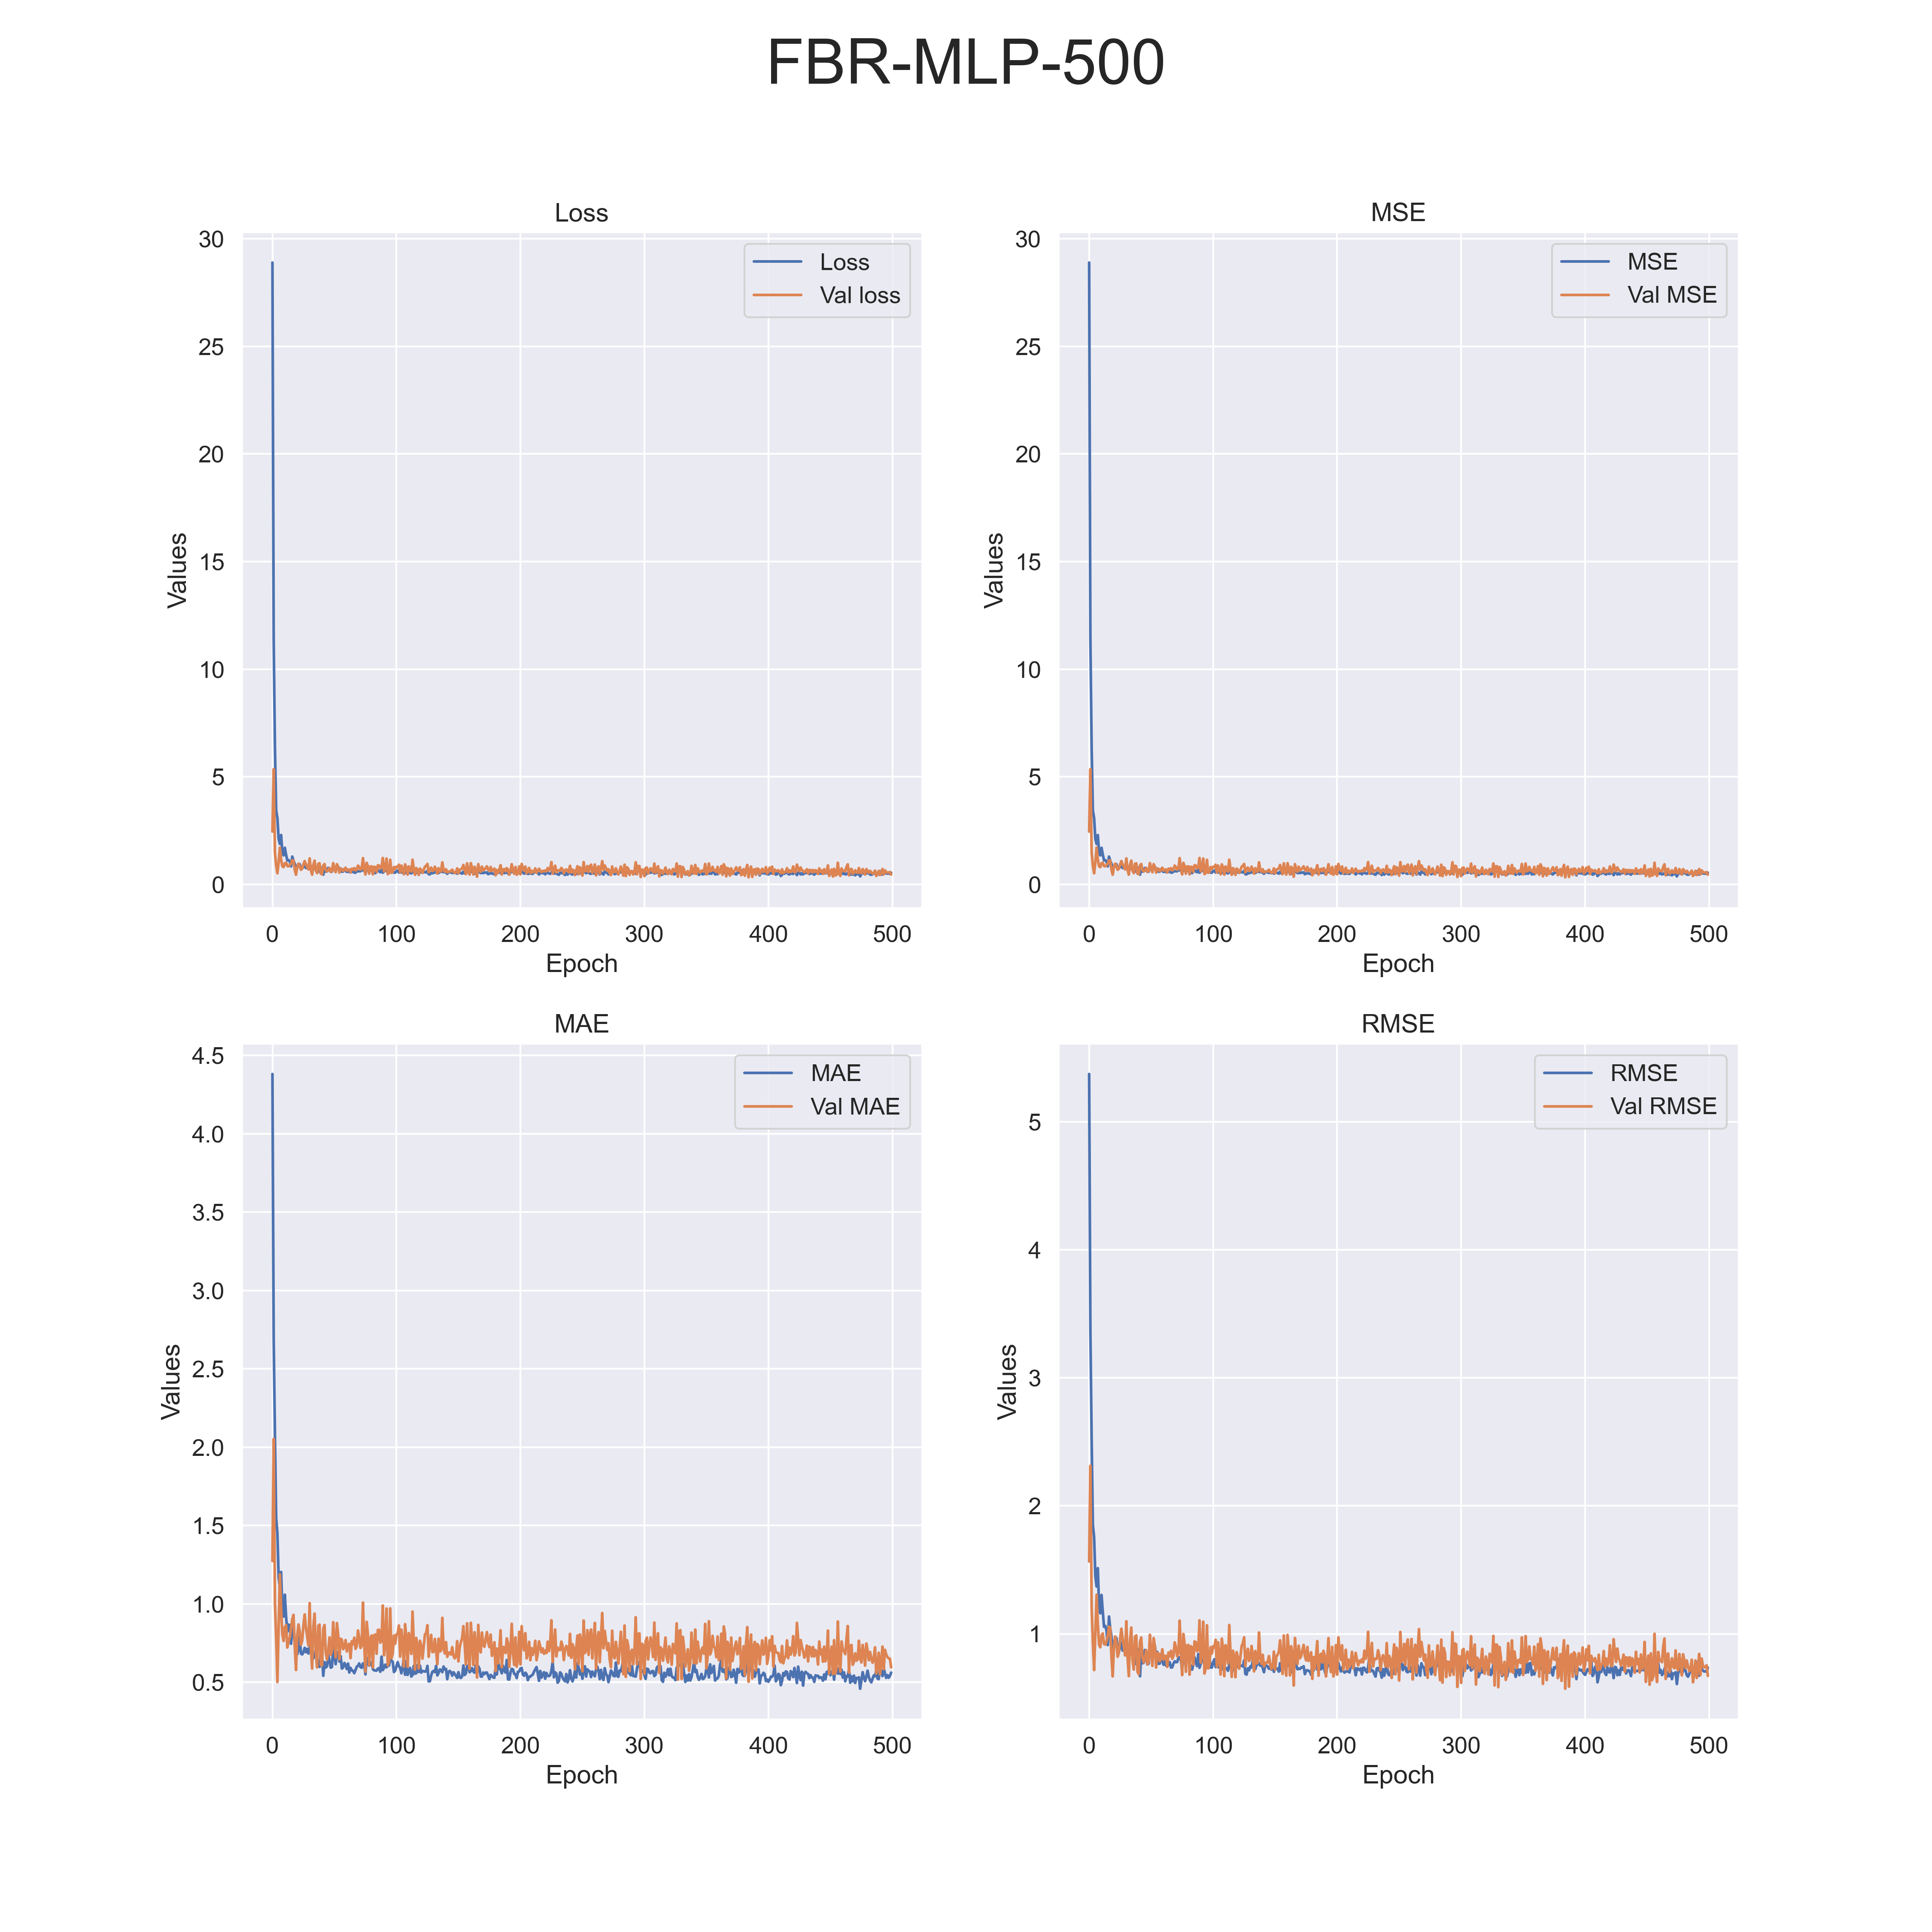 FBR-MLP-500
Loss
30
25
20
15
10
5
0
Values
Loss
Val loss
0 100 200 300 400 500
Epoch
MSE
30
25
20
15
10
5
0
Values
MSE
Val MSE
0 100 200 300 400 500
Epoch
MAE
4.5
4.0
3.5
3.0
2.5
2.0
1.5
1.0
0.5
Values
MAE
Val MAE
0 100 200 300 400 500
Epoch
RMSE
5
4
3
2
1
Values
RMSE
Val RMSE
0 100 200 300 400 500
Epoch